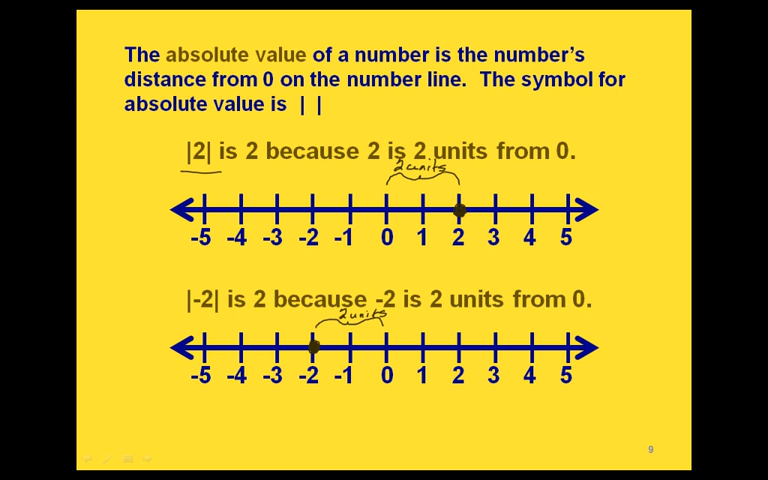 The absolute value of a number is the number's
distance from 0 on the number line. The symbol for
absolute value is | |
|2| is 2 because 2 is 2 units from 0.
2 units
-5 -4 -3 -2 -1 0 1 2 3 4 5
|-2| is 2 because -2 is 2 units from 0.
2 units
-5 -4 -3 -2 -1 0 1 2 3 4 5
9